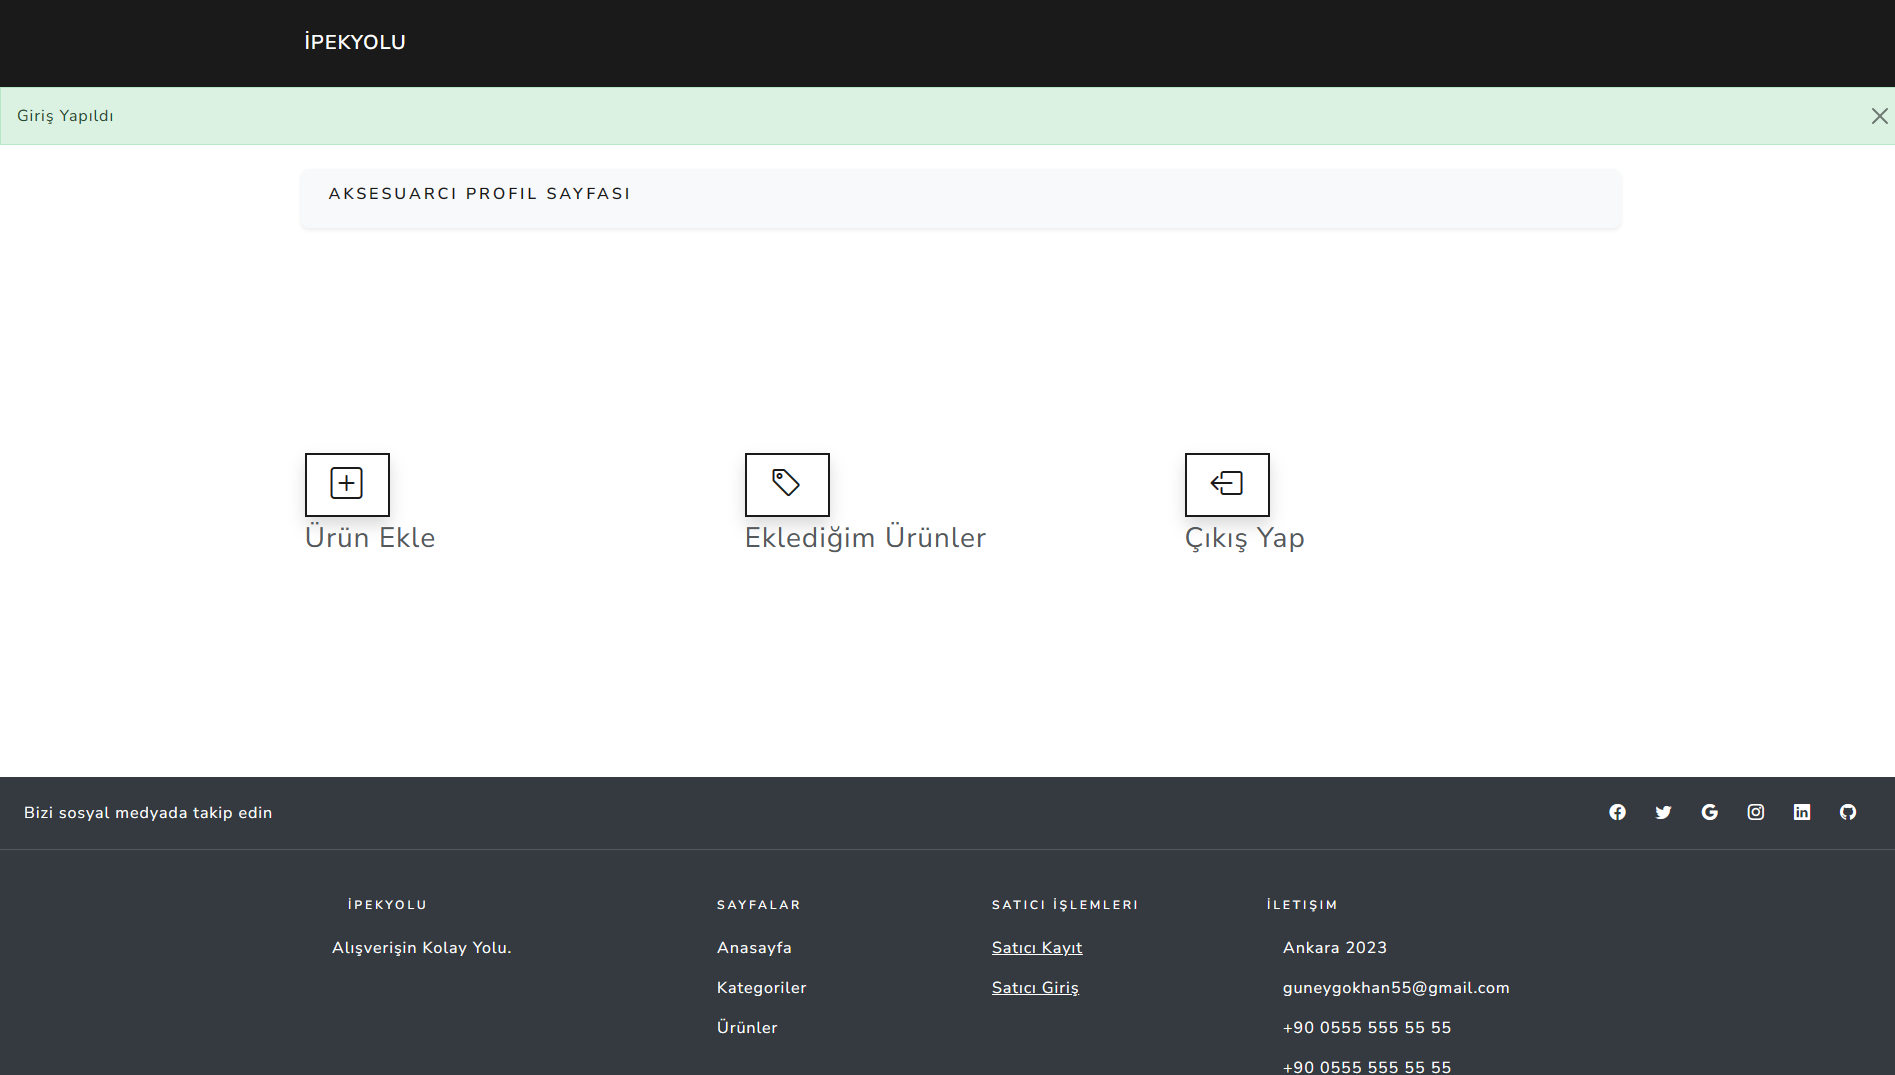 İPEKYOLU
Giriş Yapıldı
AKSESUARCI PROFIL SAYFASI
Ürün Ekle
Eklediğim Ürünler
Çıkış Yap
Bizi sosyal medyada takip edin
İPEKYOLU
Alışverişin Kolay Yolu.
SAYFALAR
Anasayfa
Kategoriler
Ürünler
SATICI İŞLEMLERI
Satıcı Kayıt
Satıcı Giriş
İLETIŞIM
Ankara 2023
guneygokhan55@gmail.com
+90 0555 555 55 55
+90 0555 555 55 55